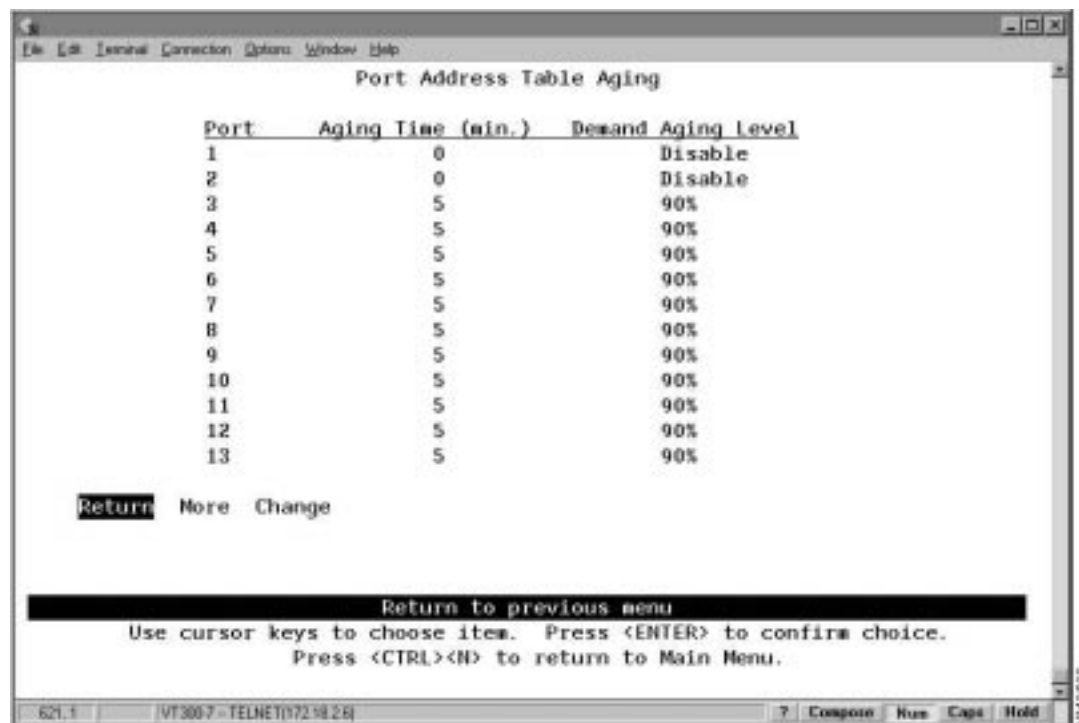 File Edit Terminal Connection Options Window Help
Port Address Table Aging
Port Aging Time (min.) Demand Aging Level
1 0 Disable
2 0 Disable
3 5 90%
4 5 90%
5 5 90%
6 5 90%
7 5 90%
8 5 90%
9 5 90%
10 5 90%
11 5 90%
12 5 90%
13 5 90%
Return More Change
Return to previous menu
Use cursor keys to choose item. Press <ENTER> to confirm choice.
Press <CTRL><N> to return to Main Menu.
621, 1 VT300-7 - TELNET(172.18.2.6) ? Compose Num Caps Hold